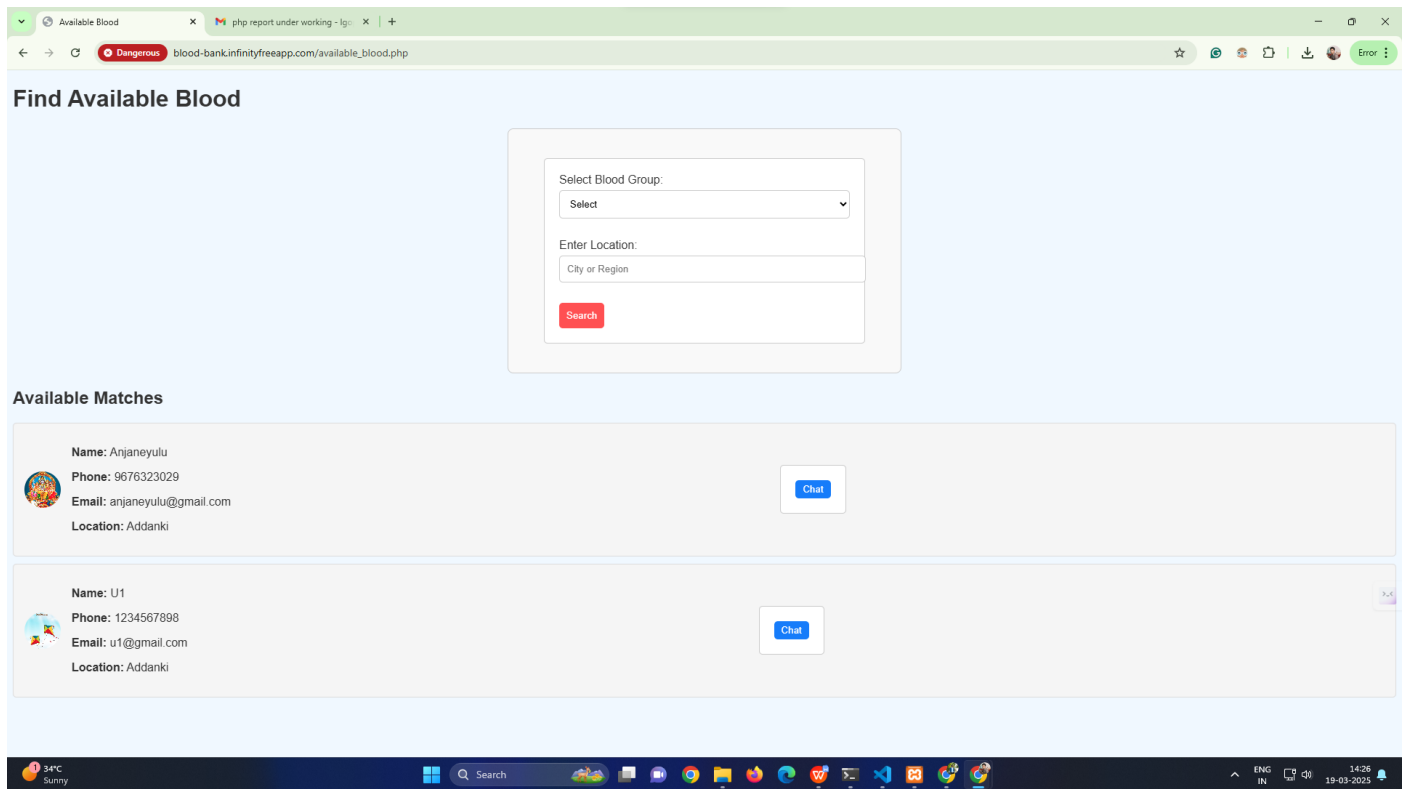 Available Blood
php report under working - lgo
Dangerous
blood-bank.infinityfreeapp.com/available_blood.php
Error
Find Available Blood
Select Blood Group:
Select
Enter Location:
City or Region
Search
Available Matches
Name: Anjaneyulu
Phone: 9676323029
Email: anjaneyulu@gmail.com
Location: Addanki
Chat
Name: U1
Phone: 1234567898
Email: u1@gmail.com
Location: Addanki
Chat
1
34°C
Sunny
Search
ENG
IN
14:26
19-03-2025